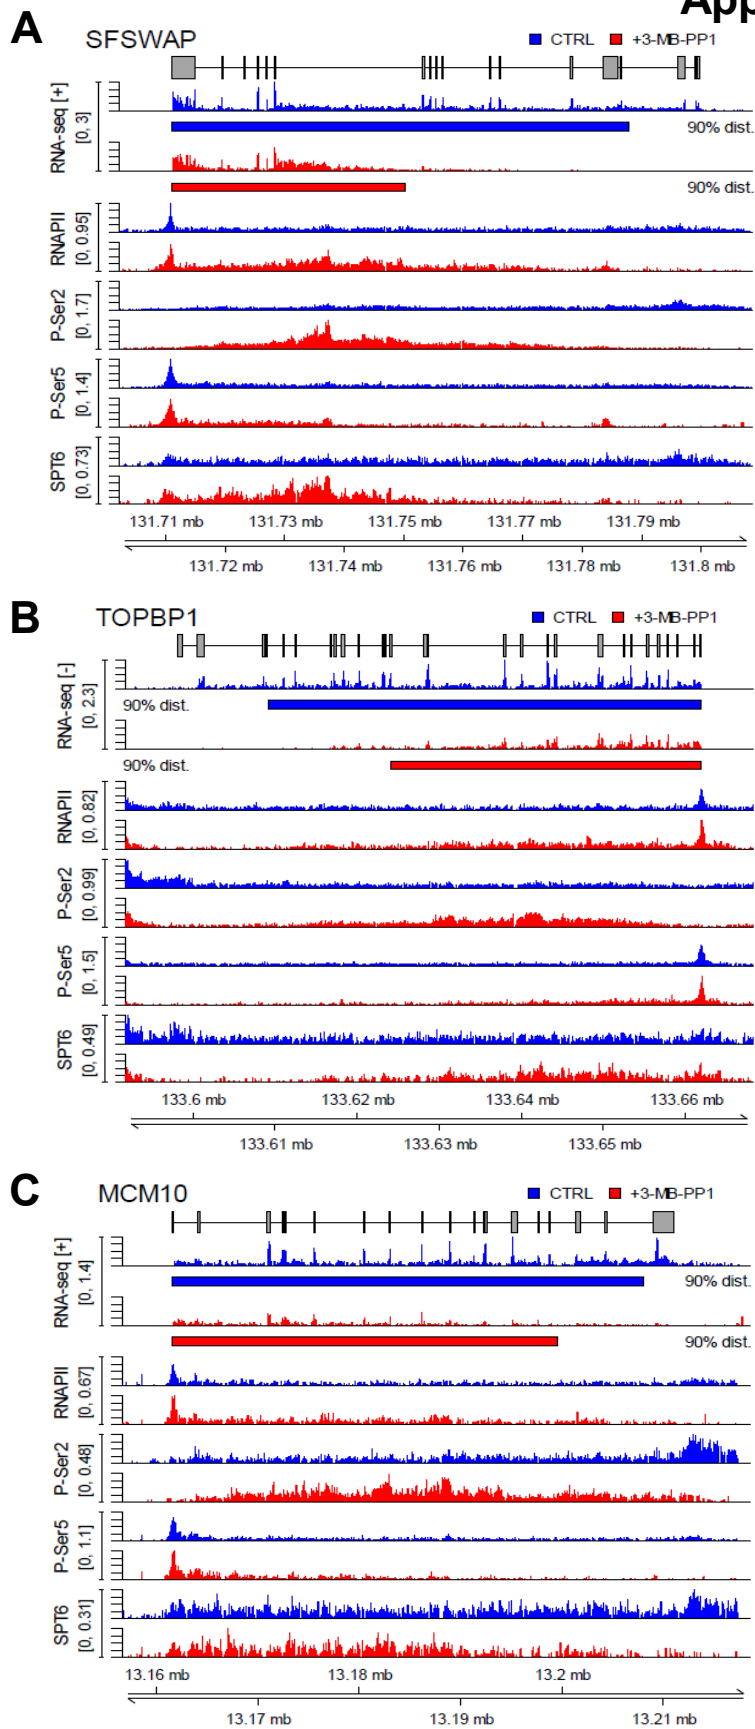 App
A
SFSWAP
CTRL +3-MB-PP1
RNA-seq [+]
[0, 3]
90% dist.
90% dist.
RNAPII
[0, 0.95]
P-Ser2
[0, 1.7]
P-Ser5
[0, 1.4]
SPT6
[0, 0.73]
131.71 mb 131.73 mb 131.75 mb 131.77 mb 131.79 mb
131.72 mb 131.74 mb 131.76 mb 131.78 mb 131.8 mb
B
TOPBP1
CTRL +3-MB-PP1
RNA-seq [-]
[0, 2.3]
90% dist.
90% dist.
RNAPII
[0, 0.82]
P-Ser2
[0, 0.99]
P-Ser5
[0, 1.5]
SPT6
[0, 0.49]
133.6 mb 133.62 mb 133.64 mb 133.66 mb
133.61 mb 133.63 mb 133.65 mb
C
MCM10
CTRL +3-MB-PP1
RNA-seq [+]
[0, 1.4]
90% dist.
90% dist.
RNAPII
[0, 0.67]
P-Ser2
[0, 0.48]
P-Ser5
[0, 1.1]
SPT6
[0, 0.31]
13.16 mb 13.18 mb 13.2 mb
13.17 mb 13.19 mb 13.21 mb